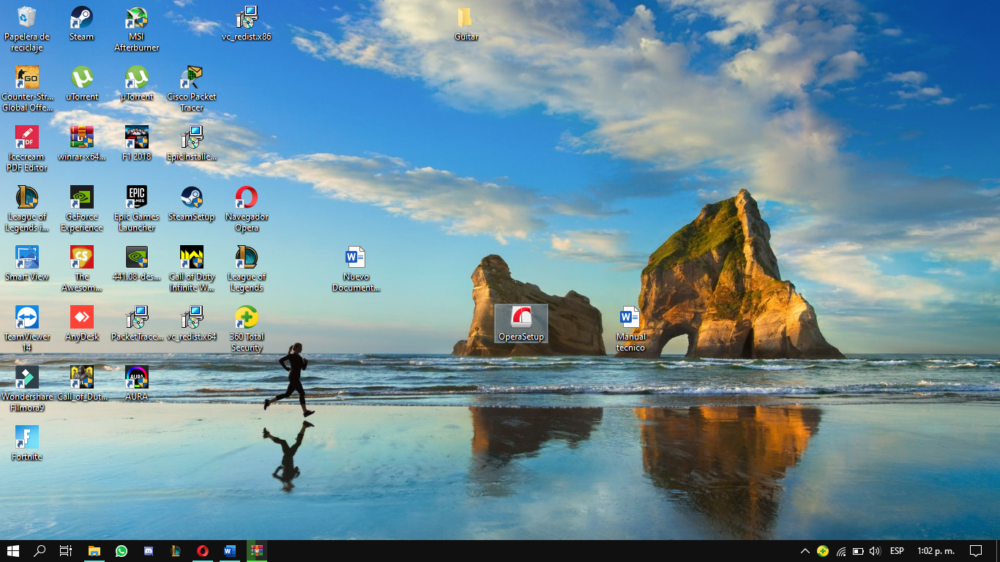 Papelera de
reciclaje
Steam
MSI
Afterburner
vc_redist.x86
Guitar
Counter-Str...
Global Offe...
uTorrent
µTorrent
Cisco Packet
Tracer
Icecream
PDF Editor
winrar-x64...
F1 2018
EpicInstalle...
League of
Legends i...
GeForce
Experience
Epic Games
Launcher
SteamSetup
Navegador
Opera
Smart View
The
Awesom...
441.08-des...
Call of Duty
Infinite W...
League of
Legends
Nuevo
Document...
TeamViewer
14
AnyDesk
PacketTrace...
vc_redist.x64
360 Total
Security
OperaSetup
Manual
tecnico
Wondershare
Filmora9
Call_of_Dut...
AURA
Fortnite
ESP
1:02 p. m.